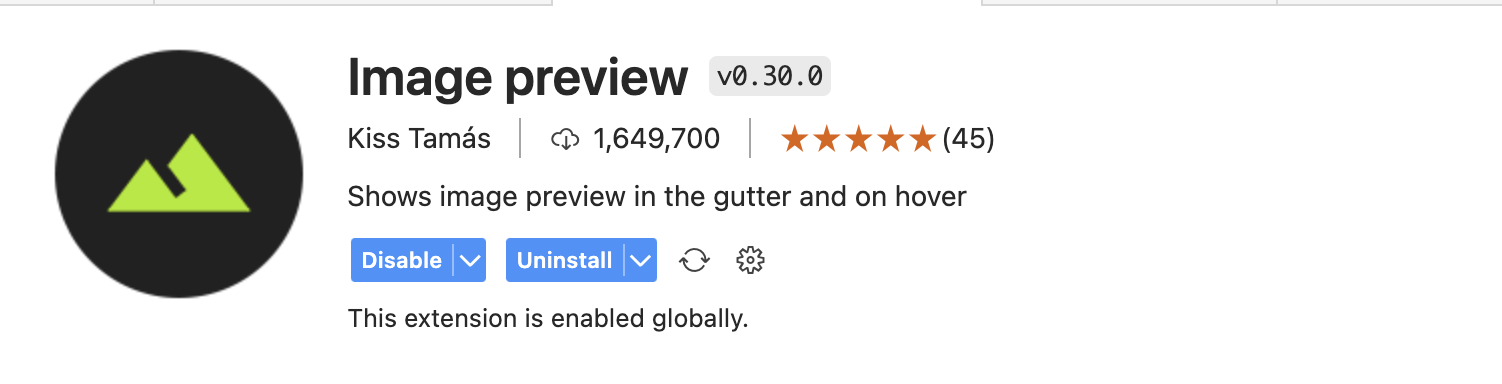 Image preview v0.30.0
Kiss Tamás 1,649,700 (45)
Shows image preview in the gutter and on hover
Disable Uninstall
This extension is enabled globally.